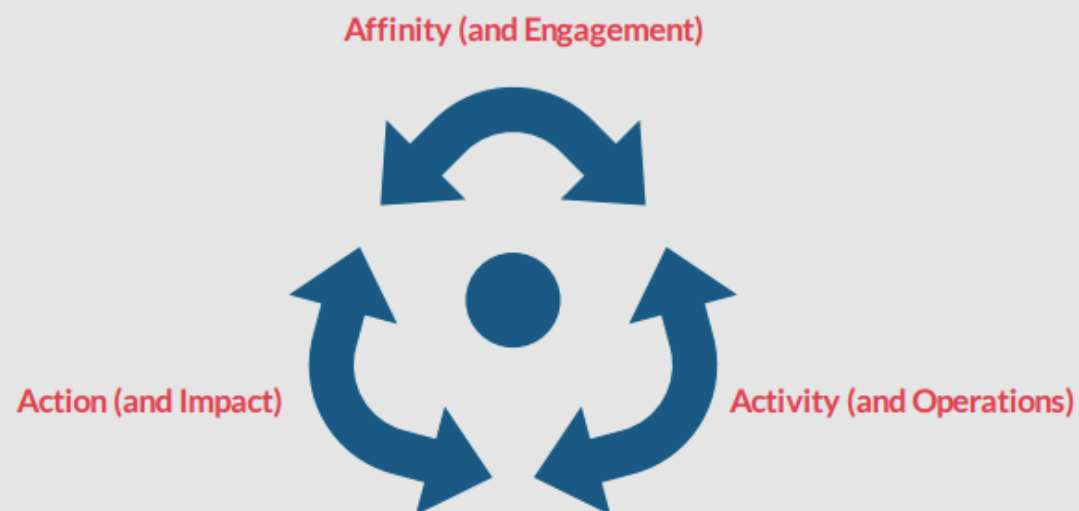 Affinity (and Engagement)
Action (and Impact)
Activity (and Operations)